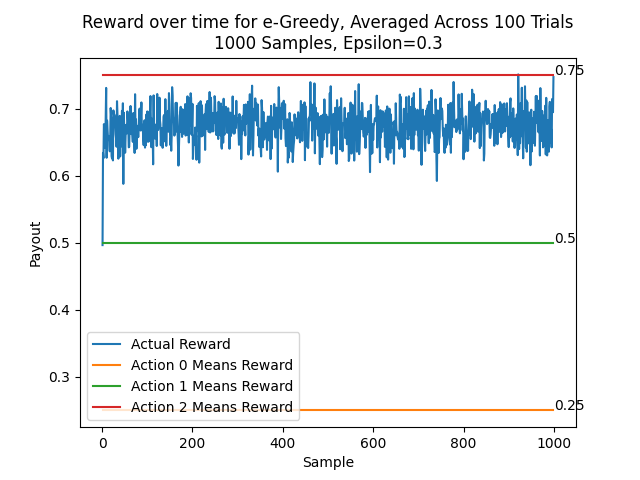 Reward over time for e-Greedy, Averaged Across 100 Trials
1000 Samples, Epsilon=0.3
0.75
0.7
0.6
0.5
0.5
0.4
0.3
0.25
Payout
Actual Reward
Action 0 Means Reward
Action 1 Means Reward
Action 2 Means Reward
0 200 400 600 800 1000
Sample